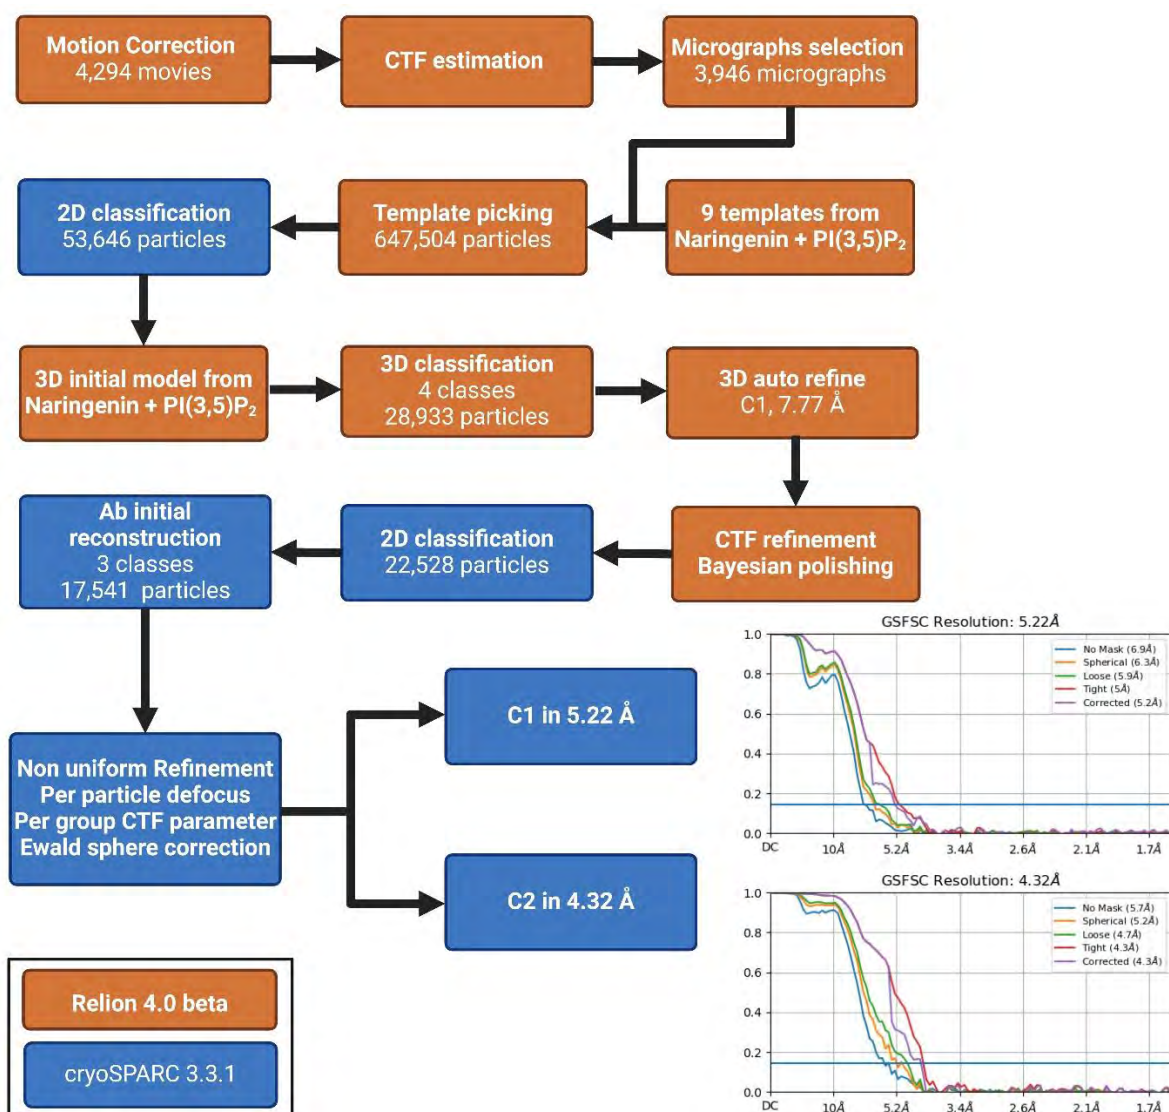 Motion Correction
4,294 movies
CTF estimation
Micrographs selection
3,946 micrographs
2D classification
53,646 particles
Template picking
647,504 particles
9 templates from
Naringenin + PI(3,5)P₂
3D initial model from
Naringenin + PI(3,5)P₂
3D classification
4 classes
28,933 particles
3D auto refine
C1, 7.77 Å
Ab initial
reconstruction
3 classes
17,541 particles
2D classification
22,528 particles
CTF refinement
Bayesian polishing
Non uniform Refinement
Per particle defocus
Per group CTF parameter
Ewald sphere correction
C1 in 5.22 Å
C2 in 4.32 Å
GSFSC Resolution: 5.22Å
1.0
0.8
0.6
0.4
0.2
0.0
No Mask (6.9Å)
Spherical (6.3Å)
Loose (5.9Å)
Tight (5Å)
Corrected (5.2Å)
DC 10Å 5.2Å 3.4Å 2.6Å 2.1Å 1.7Å
GSFSC Resolution: 4.32Å
1.0
0.8
0.6
0.4
0.2
0.0
No Mask (5.7Å)
Spherical (5.2Å)
Loose (4.7Å)
Tight (4.3Å)
Corrected (4.3Å)
DC 10Å 5.2Å 3.4Å 2.6Å 2.1Å 1.7Å
Relion 4.0 beta
cryoSPARC 3.3.1